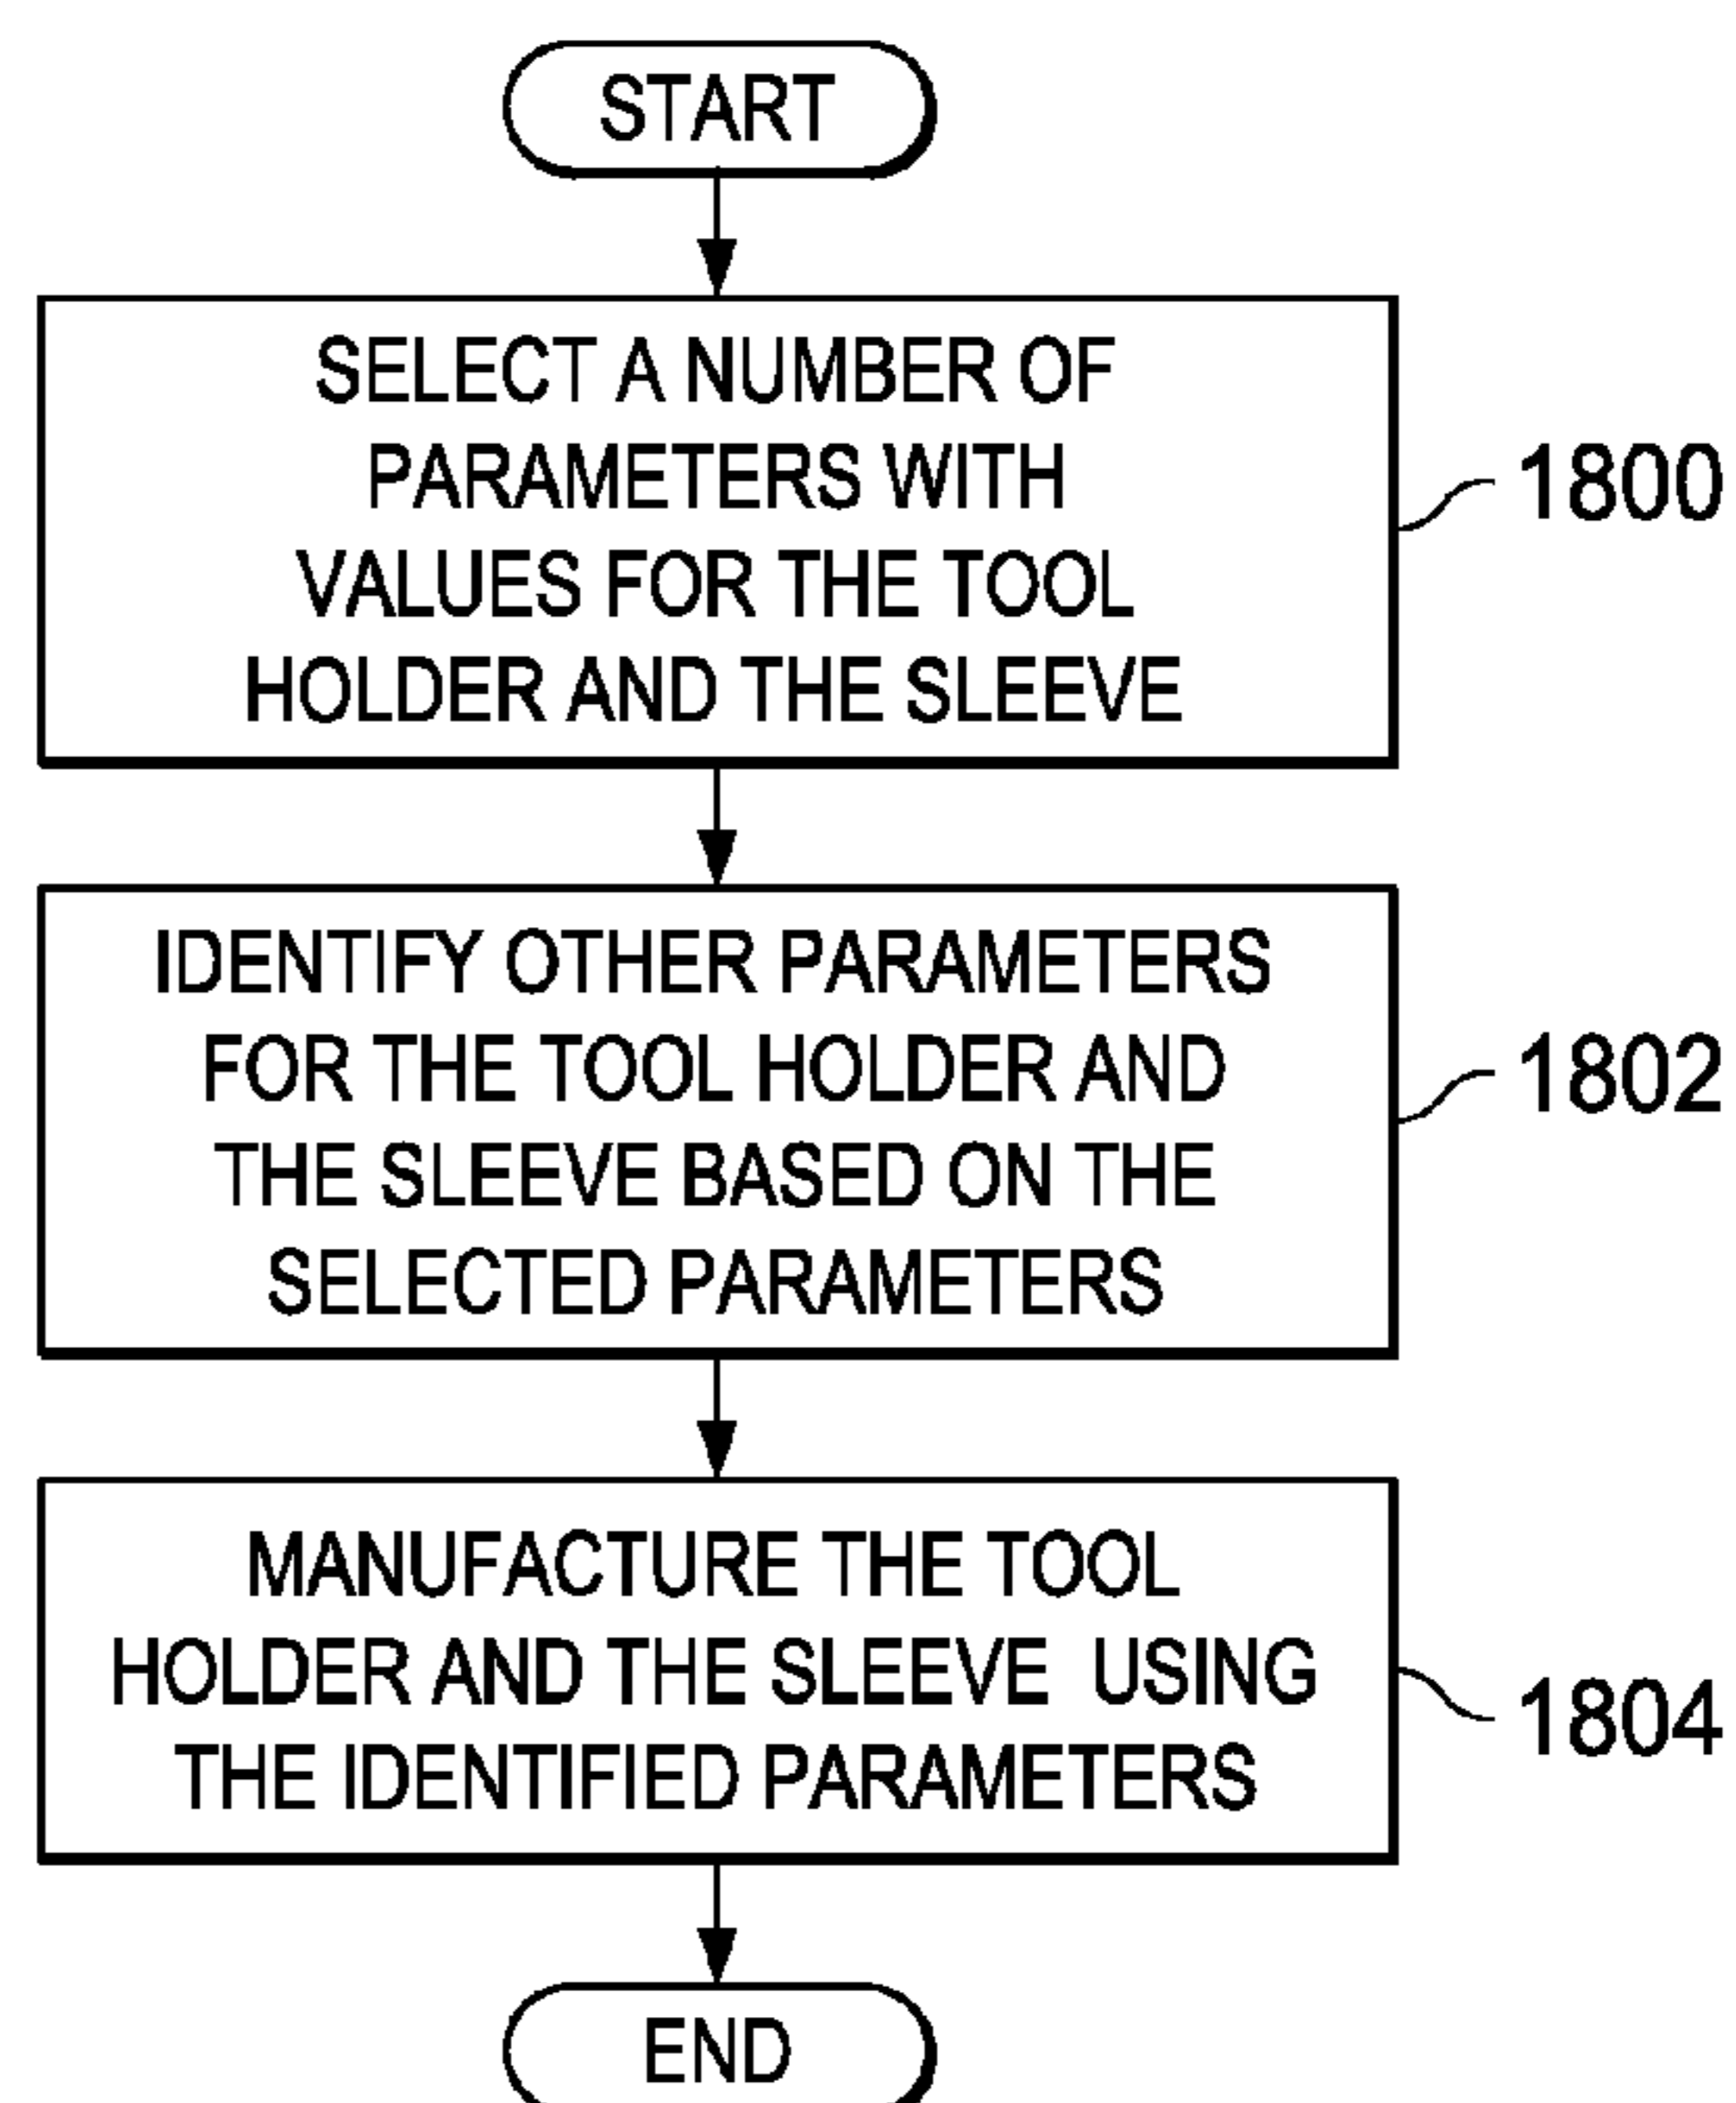 START
SELECT A NUMBER OF
PARAMETERS WITH
VALUES FOR THE TOOL
HOLDER AND THE SLEEVE
1800
IDENTIFY OTHER PARAMETERS
FOR THE TOOL HOLDER AND
THE SLEEVE BASED ON THE
SELECTED PARAMETERS
1802
MANUFACTURE THE TOOL
HOLDER AND THE SLEEVE USING
THE IDENTIFIED PARAMETERS
1804
END